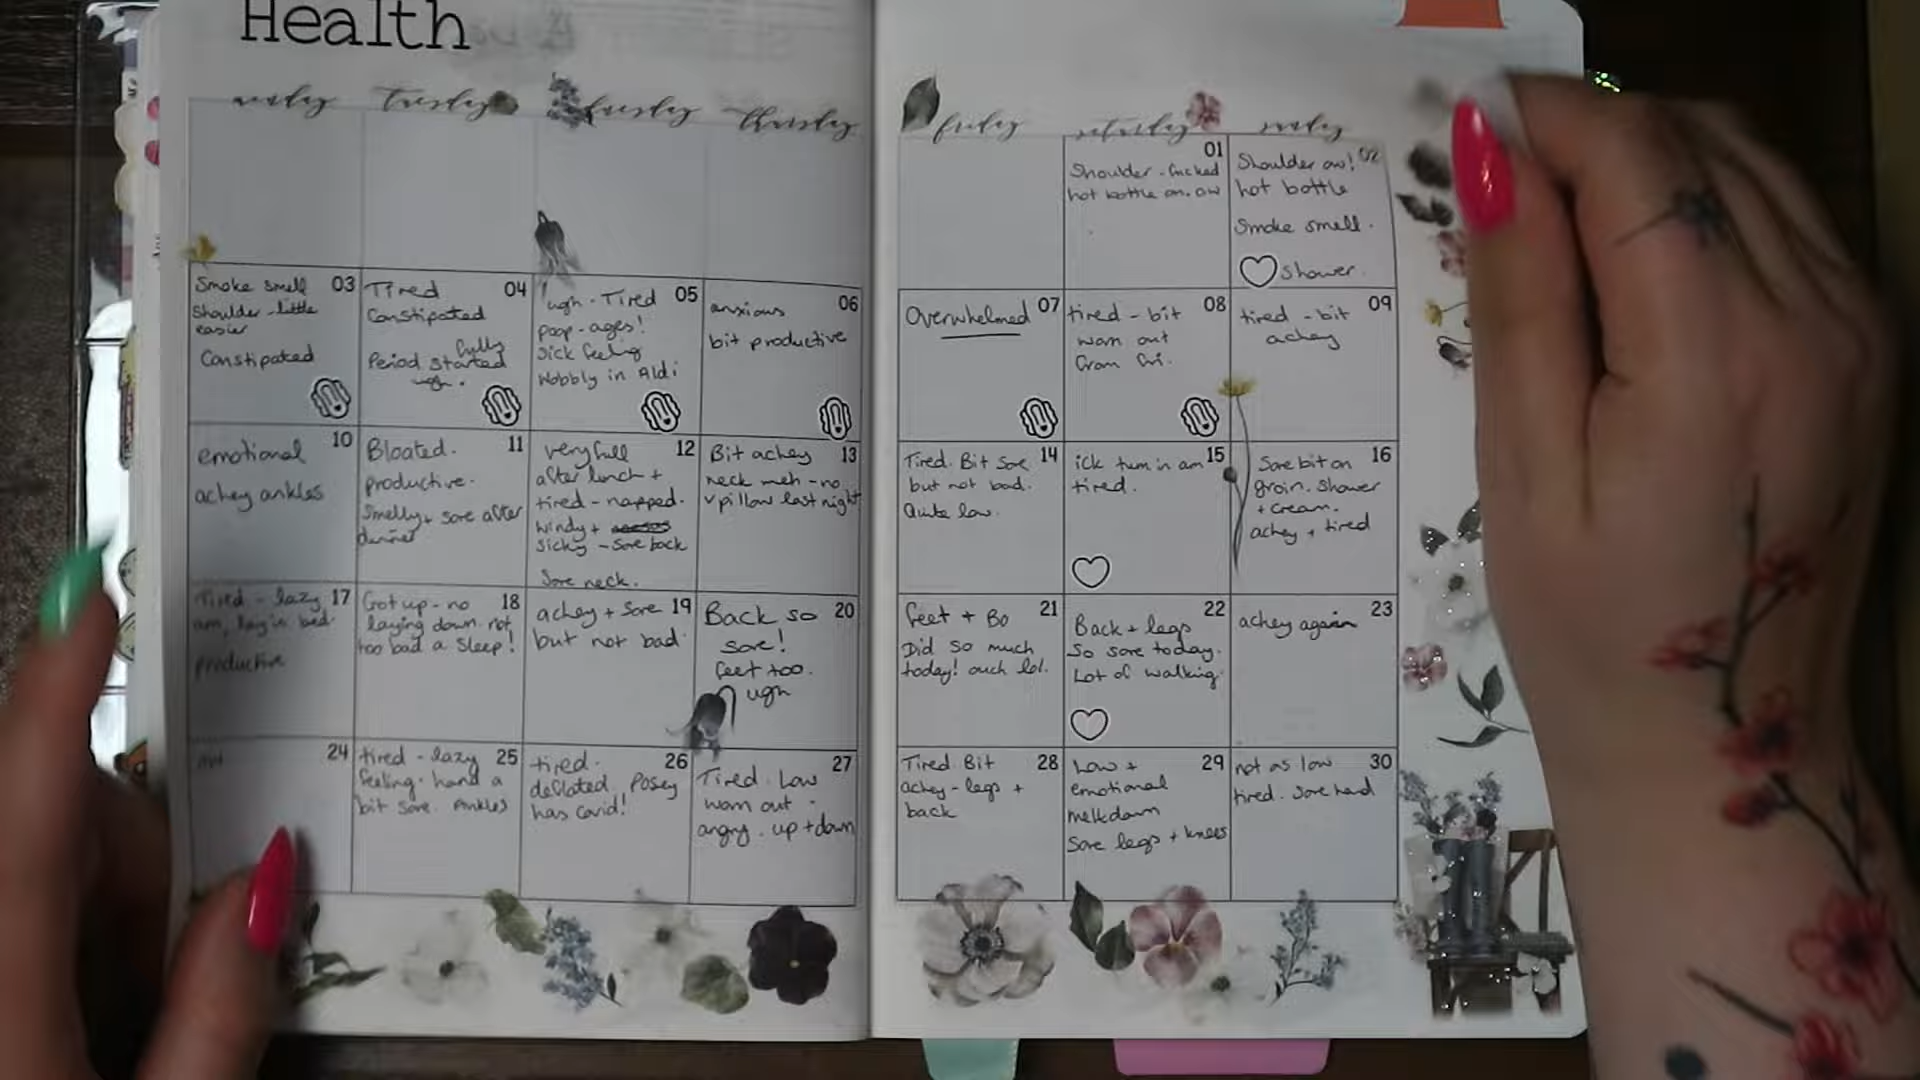 Health
Tuesday
Thursday
friday
saturday
sunday
01
Shoulder - fucked
hot bottle on. ow
02
Shoulder ow!
hot bottle
Smoke smell.
shower.
03
Smoke smell
Shoulder - little
easier
Constipated
04
Tired
Constipated
fully
Period started
ugh.
05
ugh - Tired
poop - ages!
Sick feeling
Wobbly in Aldi
06
anxious
bit productive
07
Overwhelmed
08
tired - bit
worn out
from fri.
09
tired - bit
achey
10
emotional
achey ankles
11
Bloated.
productive.
Smelly + sore after
dinner
12
very full
after lunch +
tired - napped.
windy +
sicky - sore back
Sore neck.
13
Bit achey
neck meh - no
v pillow last night
14
Tired. Bit sore
but not bad.
Quite low.
15
ick tum in am
tired.
16
Sore bit on
groin. Shower
+ cream.
achey + tired
17
Tired - lazy
am, lay in bed.
productive
18
Got up - no
laying down. not
too bad a sleep!
19
achey + sore
but not bad
20
Back so
sore!
feet too.
ugh
21
feet + Bo
Did so much
today! ouch lol.
22
Back + legs
So sore today.
Lot of walking
23
achey again
24
25
tired - lazy
feeling. hand a
bit sore. Ankles
26
tired.
deflated. Posey
has covid!
27
Tired. Low
worn out -
angry. up + down
28
Tired. Bit
achey - legs +
back
29
Low +
emotional
meltdown
Sore legs + knees
30
not as low
tired. Sore hand